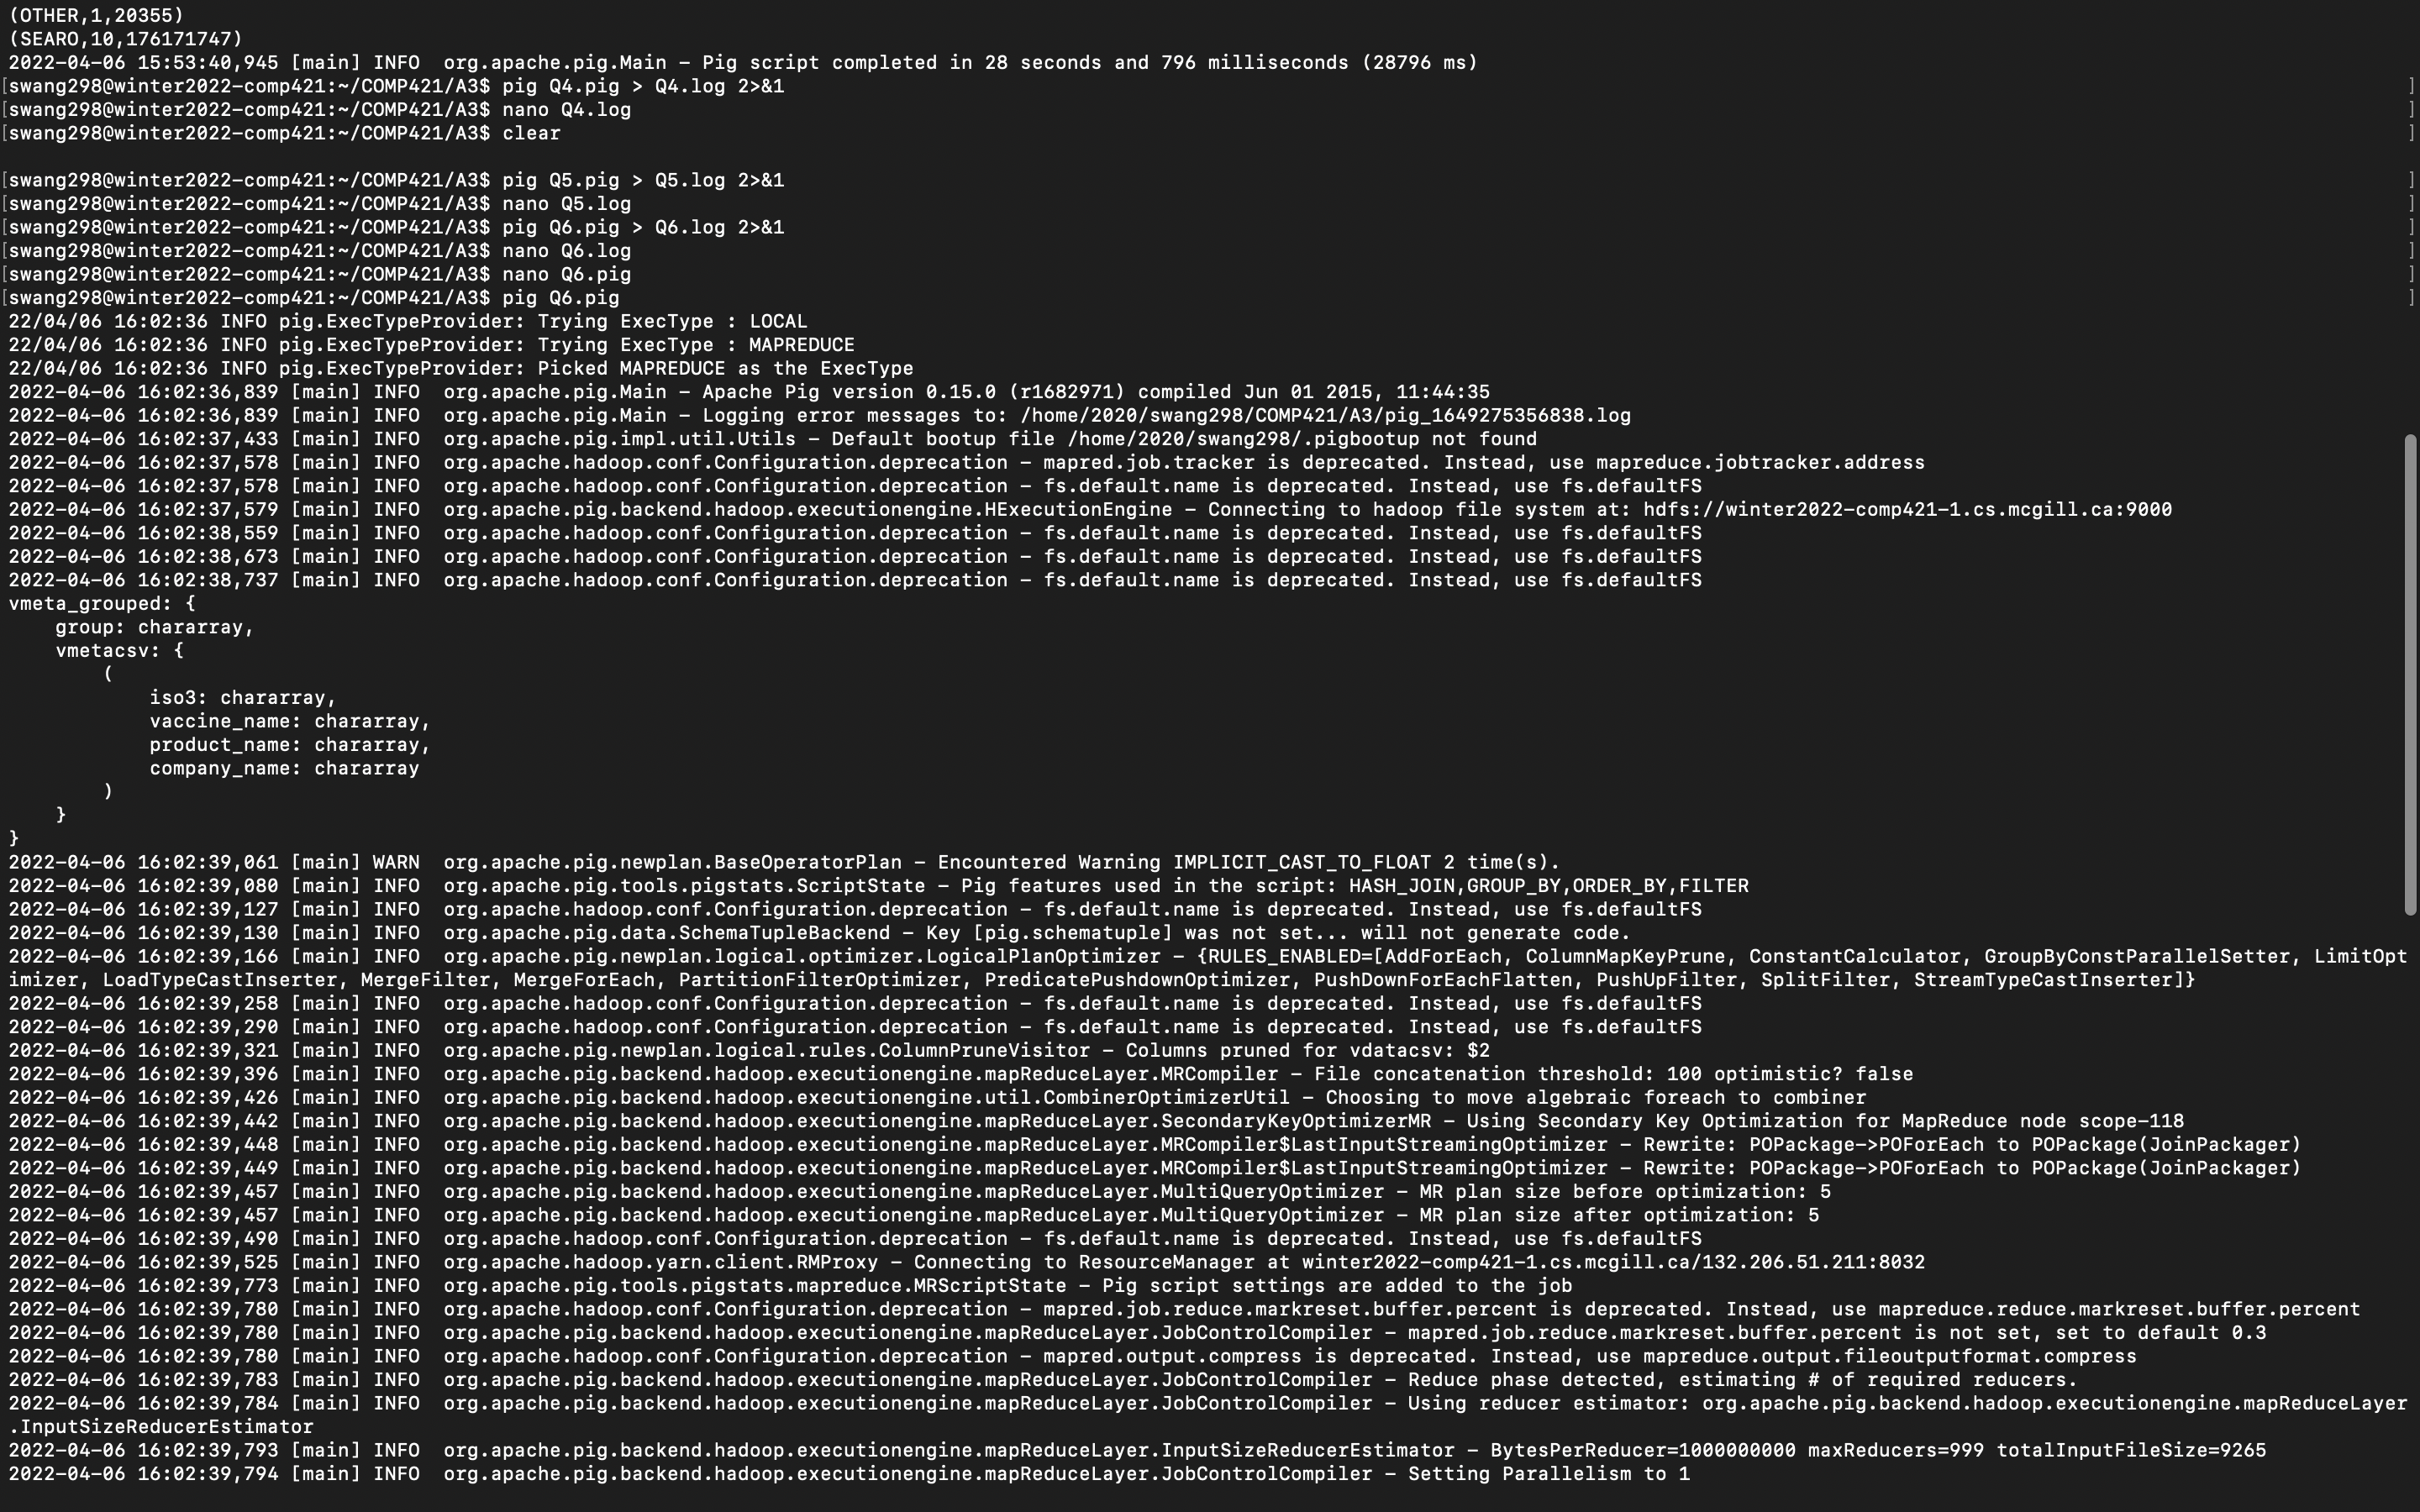 (OTHER,1,20355)
(SEARO,10,176171747)
2022-04-06 15:53:40,945 [main] INFO  org.apache.pig.Main - Pig script completed in 28 seconds and 796 milliseconds (28796 ms)
[swang298@winter2022-comp421:~/COMP421/A3$ pig Q4.pig > Q4.log 2>&1 ]
[swang298@winter2022-comp421:~/COMP421/A3$ nano Q4.log ]
[swang298@winter2022-comp421:~/COMP421/A3$ clear ]
[swang298@winter2022-comp421:~/COMP421/A3$ pig Q5.pig > Q5.log 2>&1 ]
[swang298@winter2022-comp421:~/COMP421/A3$ nano Q5.log ]
[swang298@winter2022-comp421:~/COMP421/A3$ pig Q6.pig > Q6.log 2>&1 ]
[swang298@winter2022-comp421:~/COMP421/A3$ nano Q6.log ]
[swang298@winter2022-comp421:~/COMP421/A3$ nano Q6.pig ]
[swang298@winter2022-comp421:~/COMP421/A3$ pig Q6.pig ]
22/04/06 16:02:36 INFO pig.ExecTypeProvider: Trying ExecType : LOCAL
22/04/06 16:02:36 INFO pig.ExecTypeProvider: Trying ExecType : MAPREDUCE
22/04/06 16:02:36 INFO pig.ExecTypeProvider: Picked MAPREDUCE as the ExecType
2022-04-06 16:02:36,839 [main] INFO  org.apache.pig.Main - Apache Pig version 0.15.0 (r1682971) compiled Jun 01 2015, 11:44:35
2022-04-06 16:02:36,839 [main] INFO  org.apache.pig.Main - Logging error messages to: /home/2020/swang298/COMP421/A3/pig_1649275356838.log
2022-04-06 16:02:37,433 [main] INFO  org.apache.pig.impl.util.Utils - Default bootup file /home/2020/swang298/.pigbootup not found
2022-04-06 16:02:37,578 [main] INFO  org.apache.hadoop.conf.Configuration.deprecation - mapred.job.tracker is deprecated. Instead, use mapreduce.jobtracker.address
2022-04-06 16:02:37,578 [main] INFO  org.apache.hadoop.conf.Configuration.deprecation - fs.default.name is deprecated. Instead, use fs.defaultFS
2022-04-06 16:02:37,579 [main] INFO  org.apache.pig.backend.hadoop.executionengine.HExecutionEngine - Connecting to hadoop file system at: hdfs://winter2022-comp421-1.cs.mcgill.ca:9000
2022-04-06 16:02:38,559 [main] INFO  org.apache.hadoop.conf.Configuration.deprecation - fs.default.name is deprecated. Instead, use fs.defaultFS
2022-04-06 16:02:38,673 [main] INFO  org.apache.hadoop.conf.Configuration.deprecation - fs.default.name is deprecated. Instead, use fs.defaultFS
2022-04-06 16:02:38,737 [main] INFO  org.apache.hadoop.conf.Configuration.deprecation - fs.default.name is deprecated. Instead, use fs.defaultFS
vmeta_grouped: {
    group: chararray,
    vmetacsv: {
        (
            iso3: chararray,
            vaccine_name: chararray,
            product_name: chararray,
            company_name: chararray
        )
    }
}
2022-04-06 16:02:39,061 [main] WARN  org.apache.pig.newplan.BaseOperatorPlan - Encountered Warning IMPLICIT_CAST_TO_FLOAT 2 time(s).
2022-04-06 16:02:39,080 [main] INFO  org.apache.pig.tools.pigstats.ScriptState - Pig features used in the script: HASH_JOIN,GROUP_BY,ORDER_BY,FILTER
2022-04-06 16:02:39,127 [main] INFO  org.apache.hadoop.conf.Configuration.deprecation - fs.default.name is deprecated. Instead, use fs.defaultFS
2022-04-06 16:02:39,130 [main] INFO  org.apache.pig.data.SchemaTupleBackend - Key [pig.schematuple] was not set... will not generate code.
2022-04-06 16:02:39,166 [main] INFO  org.apache.pig.newplan.logical.optimizer.LogicalPlanOptimizer - {RULES_ENABLED=[AddForEach, ColumnMapKeyPrune, ConstantCalculator, GroupByConstParallelSetter, LimitOpt
imizer, LoadTypeCastInserter, MergeFilter, MergeForEach, PartitionFilterOptimizer, PredicatePushdownOptimizer, PushDownForEachFlatten, PushUpFilter, SplitFilter, StreamTypeCastInserter]}
2022-04-06 16:02:39,258 [main] INFO  org.apache.hadoop.conf.Configuration.deprecation - fs.default.name is deprecated. Instead, use fs.defaultFS
2022-04-06 16:02:39,290 [main] INFO  org.apache.hadoop.conf.Configuration.deprecation - fs.default.name is deprecated. Instead, use fs.defaultFS
2022-04-06 16:02:39,321 [main] INFO  org.apache.pig.newplan.logical.rules.ColumnPruneVisitor - Columns pruned for vdatacsv: $2
2022-04-06 16:02:39,396 [main] INFO  org.apache.pig.backend.hadoop.executionengine.mapReduceLayer.MRCompiler - File concatenation threshold: 100 optimistic? false
2022-04-06 16:02:39,426 [main] INFO  org.apache.pig.backend.hadoop.executionengine.util.CombinerOptimizerUtil - Choosing to move algebraic foreach to combiner
2022-04-06 16:02:39,442 [main] INFO  org.apache.pig.backend.hadoop.executionengine.mapReduceLayer.SecondaryKeyOptimizerMR - Using Secondary Key Optimization for MapReduce node scope-118
2022-04-06 16:02:39,448 [main] INFO  org.apache.pig.backend.hadoop.executionengine.mapReduceLayer.MRCompiler$LastInputStreamingOptimizer - Rewrite: POPackage->POForEach to POPackage(JoinPackager)
2022-04-06 16:02:39,449 [main] INFO  org.apache.pig.backend.hadoop.executionengine.mapReduceLayer.MRCompiler$LastInputStreamingOptimizer - Rewrite: POPackage->POForEach to POPackage(JoinPackager)
2022-04-06 16:02:39,457 [main] INFO  org.apache.pig.backend.hadoop.executionengine.mapReduceLayer.MultiQueryOptimizer - MR plan size before optimization: 5
2022-04-06 16:02:39,457 [main] INFO  org.apache.pig.backend.hadoop.executionengine.mapReduceLayer.MultiQueryOptimizer - MR plan size after optimization: 5
2022-04-06 16:02:39,490 [main] INFO  org.apache.hadoop.conf.Configuration.deprecation - fs.default.name is deprecated. Instead, use fs.defaultFS
2022-04-06 16:02:39,525 [main] INFO  org.apache.hadoop.yarn.client.RMProxy - Connecting to ResourceManager at winter2022-comp421-1.cs.mcgill.ca/132.206.51.211:8032
2022-04-06 16:02:39,773 [main] INFO  org.apache.pig.tools.pigstats.mapreduce.MRScriptState - Pig script settings are added to the job
2022-04-06 16:02:39,780 [main] INFO  org.apache.hadoop.conf.Configuration.deprecation - mapred.job.reduce.markreset.buffer.percent is deprecated. Instead, use mapreduce.reduce.markreset.buffer.percent
2022-04-06 16:02:39,780 [main] INFO  org.apache.pig.backend.hadoop.executionengine.mapReduceLayer.JobControlCompiler - mapred.job.reduce.markreset.buffer.percent is not set, set to default 0.3
2022-04-06 16:02:39,780 [main] INFO  org.apache.hadoop.conf.Configuration.deprecation - mapred.output.compress is deprecated. Instead, use mapreduce.output.fileoutputformat.compress
2022-04-06 16:02:39,783 [main] INFO  org.apache.pig.backend.hadoop.executionengine.mapReduceLayer.JobControlCompiler - Reduce phase detected, estimating # of required reducers.
2022-04-06 16:02:39,784 [main] INFO  org.apache.pig.backend.hadoop.executionengine.mapReduceLayer.JobControlCompiler - Using reducer estimator: org.apache.pig.backend.hadoop.executionengine.mapReduceLayer
.InputSizeReducerEstimator
2022-04-06 16:02:39,793 [main] INFO  org.apache.pig.backend.hadoop.executionengine.mapReduceLayer.InputSizeReducerEstimator - BytesPerReducer=1000000000 maxReducers=999 totalInputFileSize=9265
2022-04-06 16:02:39,794 [main] INFO  org.apache.pig.backend.hadoop.executionengine.mapReduceLayer.JobControlCompiler - Setting Parallelism to 1